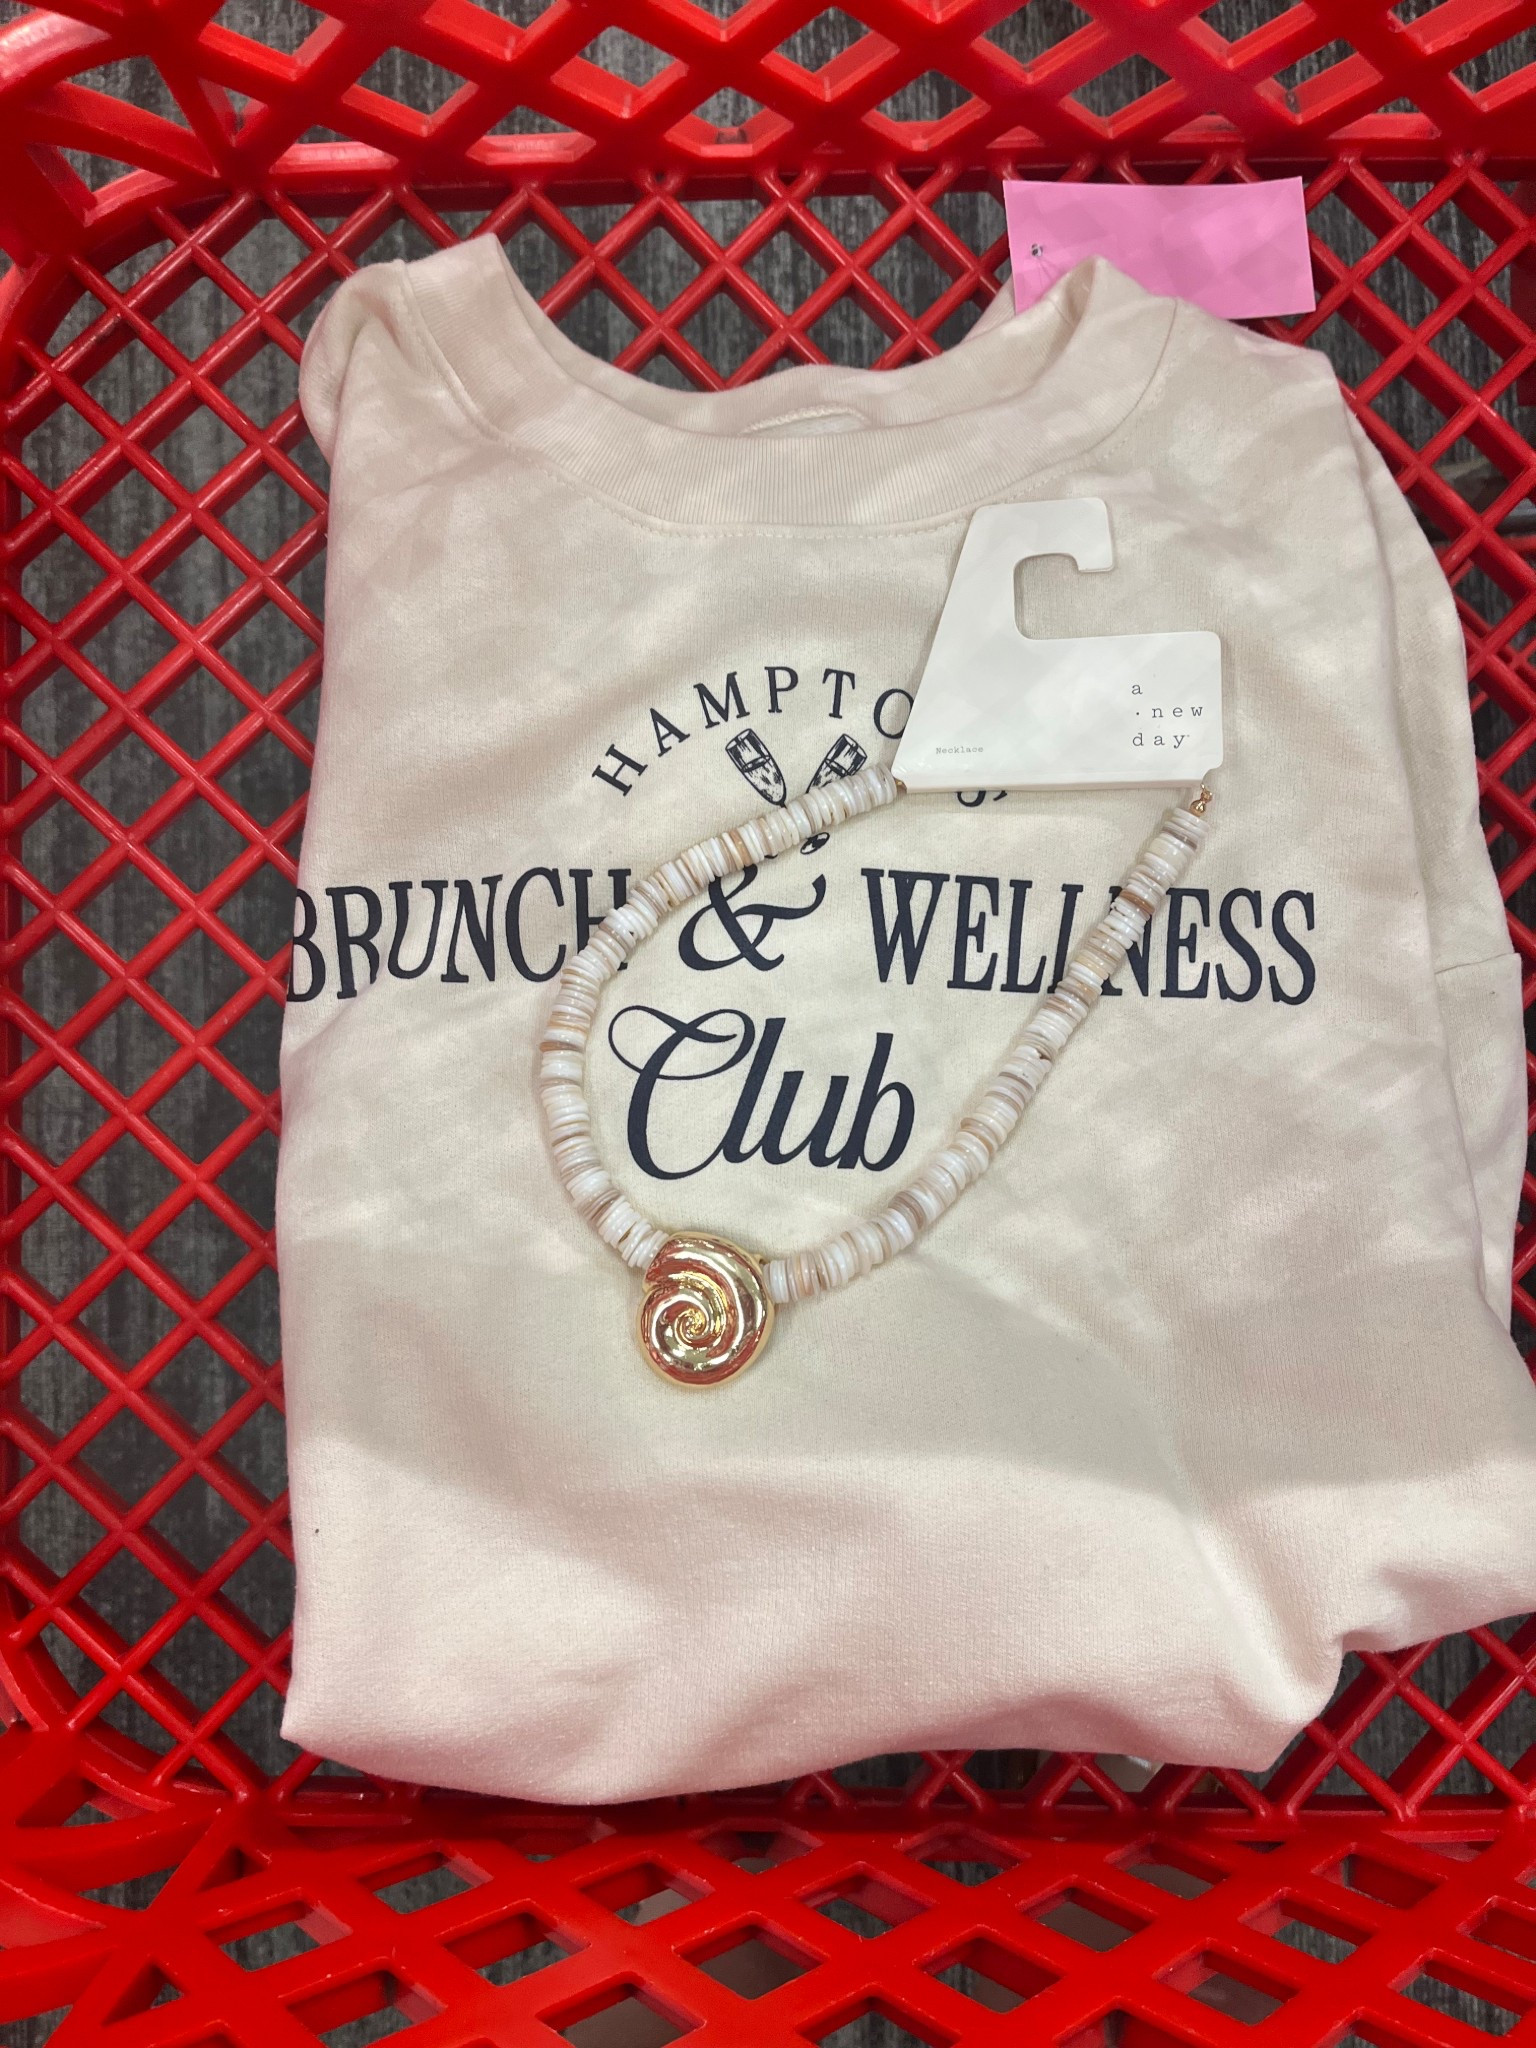 HAMPTO
BRUNCH & WELLNESS
Club
a
· new
day
Necklace